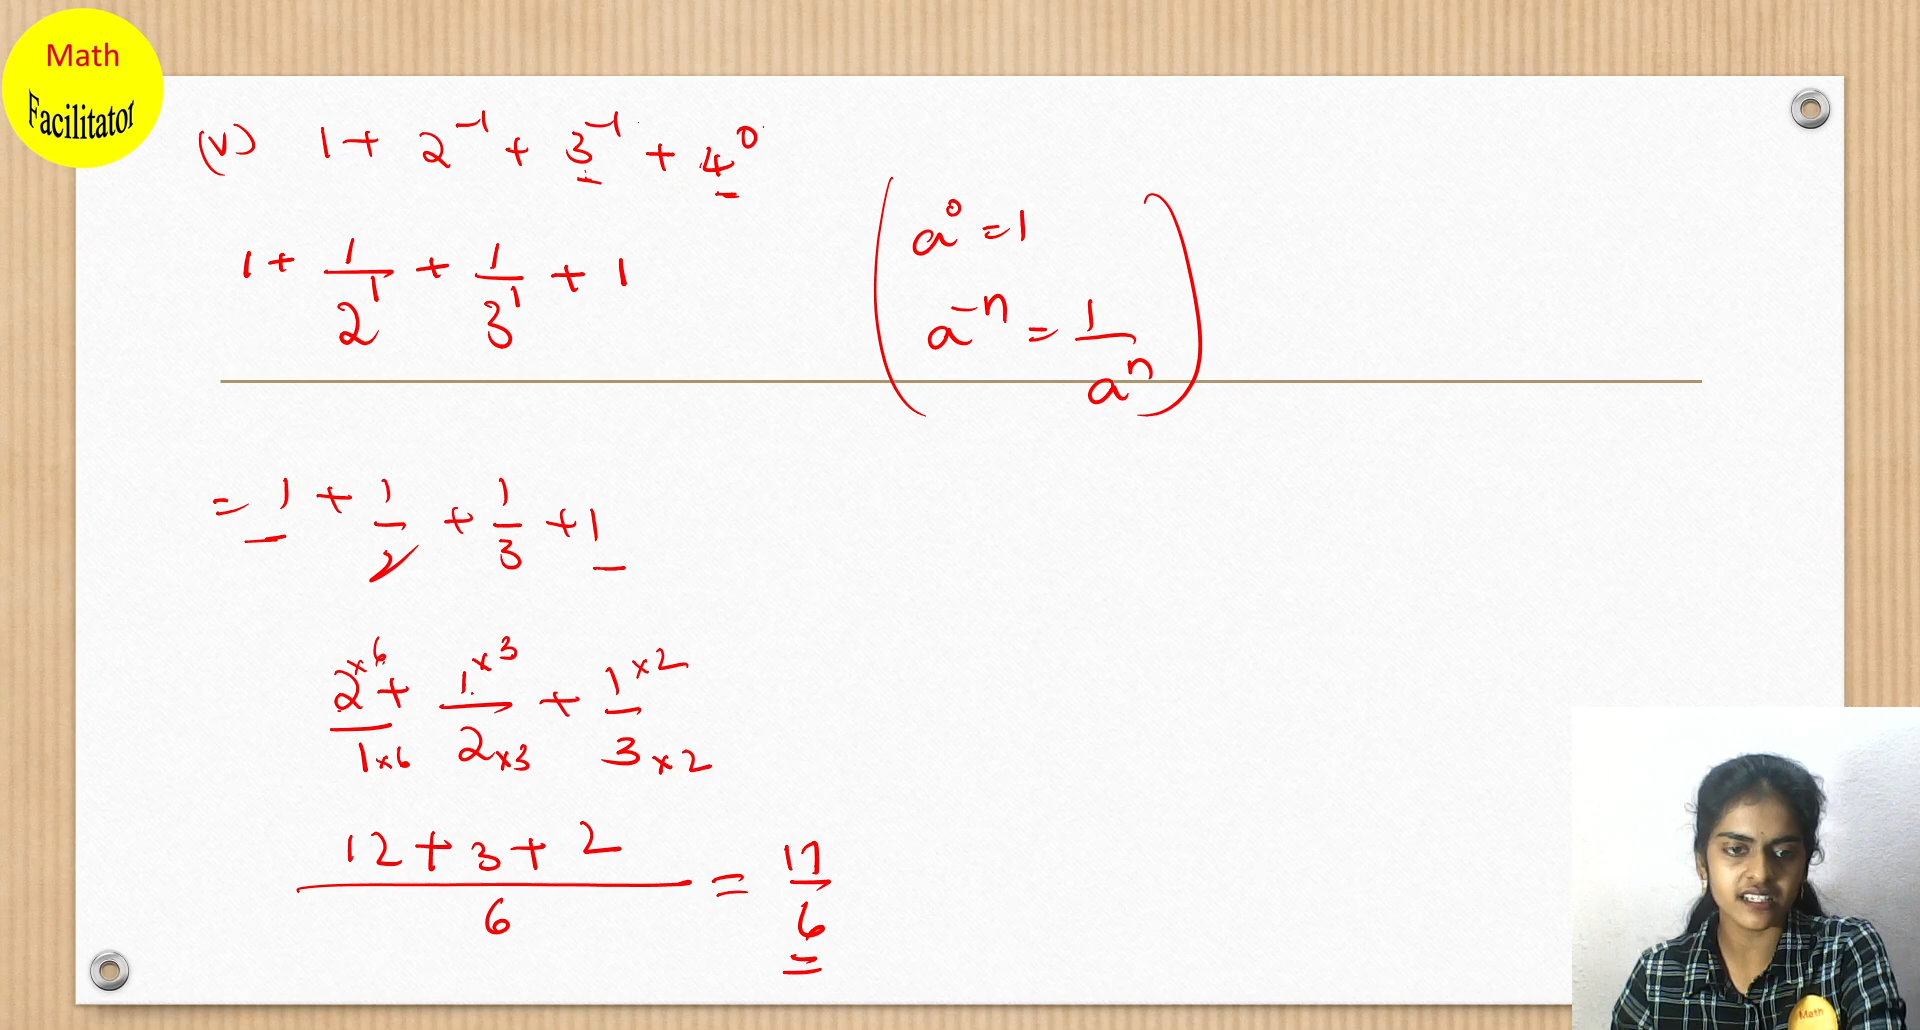 Math
Facilitator
(v) 1 + 2⁻¹ + 3⁻¹ + 4⁰
1 + 1/2¹ + 1/3¹ + 1
a⁰ = 1
a⁻ⁿ = 1/aⁿ
= 1 + 1/2 + 1/3 + 1
2×6/1×6 + 1×3/2×3 + 1×2/3×2
12 + 3 + 2/6 = 17/6
Math